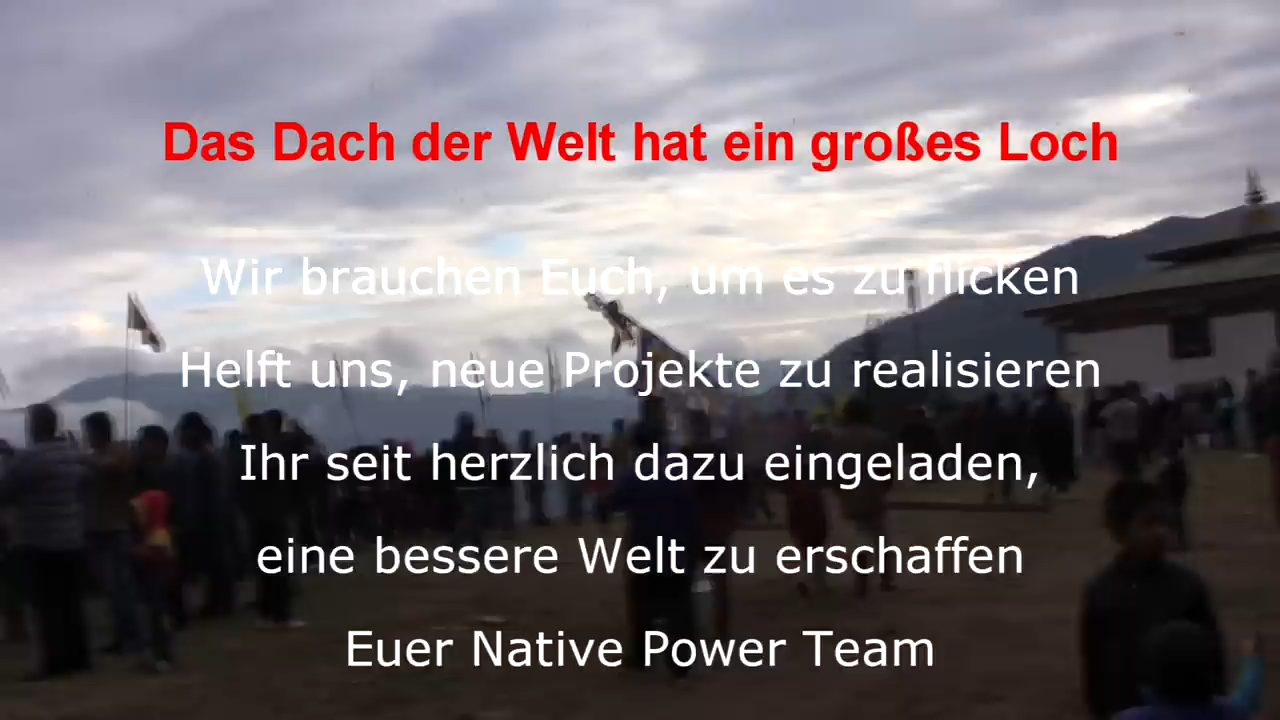 Das Dach der Welt hat ein großes Loch
Wir brauchen Euch, um es zu flicken
Helft uns, neue Projekte zu realisieren
Ihr seit herzlich dazu eingeladen,
eine bessere Welt zu erschaffen
Euer Native Power Team